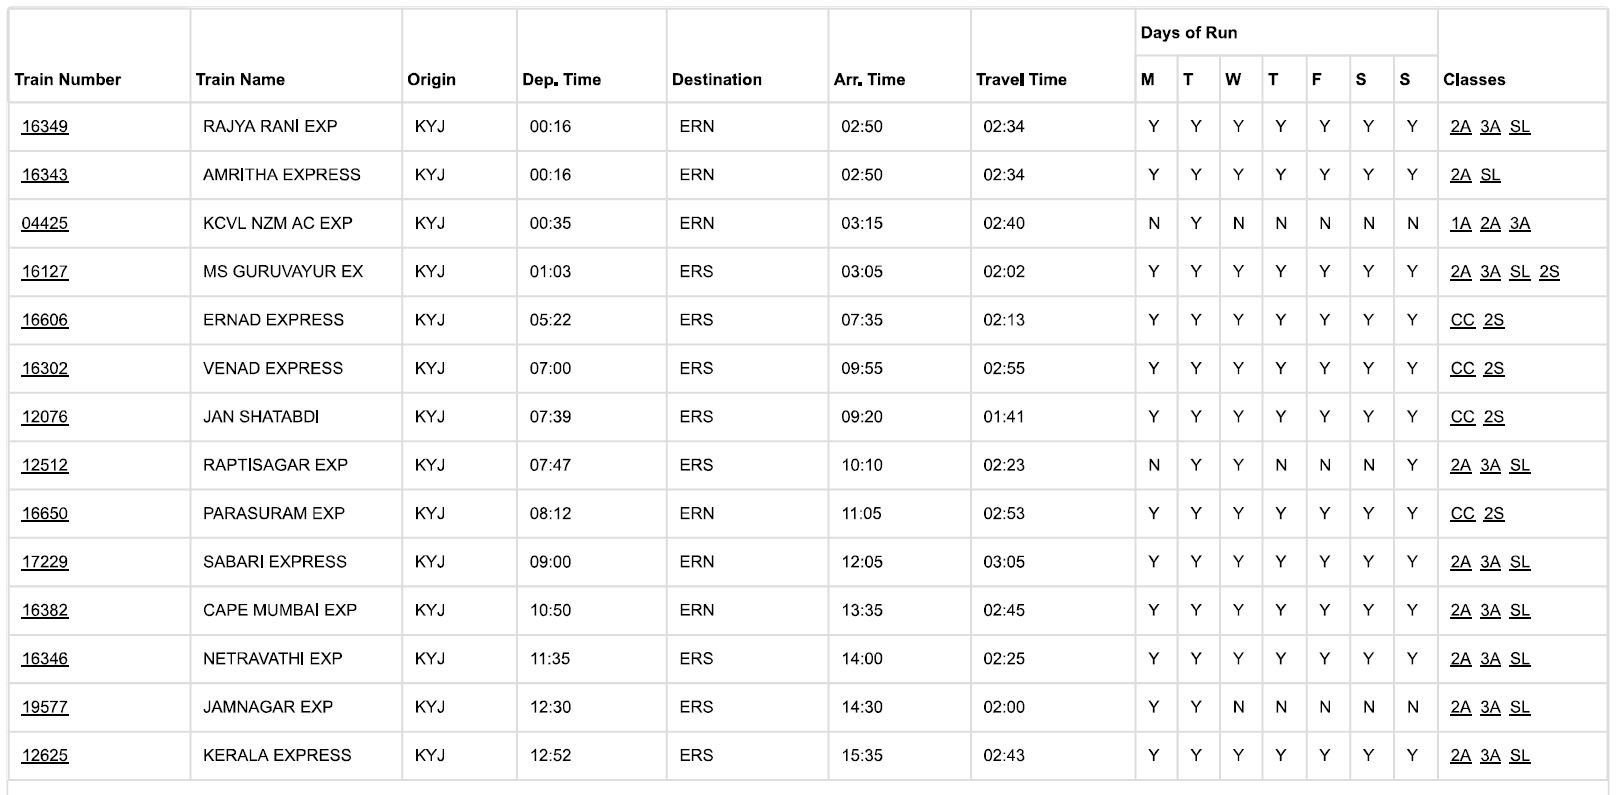 Days of Run
Train Number Train Name Origin Dep. Time Destination Arr. Time Travel Time M T W T F S S Classes
16349 RAJYA RANI EXP KYJ 00:16 ERN 02:50 02:34 Y Y Y Y Y Y Y 2A 3A SL
16343 AMRITHA EXPRESS KYJ 00:16 ERN 02:50 02:34 Y Y Y Y Y Y Y 2A SL
04425 KCVL NZM AC EXP KYJ 00:35 ERN 03:15 02:40 N Y N N N N N 1A 2A 3A
16127 MS GURUVAYUR EX KYJ 01:03 ERS 03:05 02:02 Y Y Y Y Y Y Y 2A 3A SL 2S
16606 ERNAD EXPRESS KYJ 05:22 ERS 07:35 02:13 Y Y Y Y Y Y Y CC 2S
16302 VENAD EXPRESS KYJ 07:00 ERS 09:55 02:55 Y Y Y Y Y Y Y CC 2S
12076 JAN SHATABDI KYJ 07:39 ERS 09:20 01:41 Y Y Y Y Y Y Y CC 2S
12512 RAPTISAGAR EXP KYJ 07:47 ERS 10:10 02:23 N Y Y N N N Y 2A 3A SL
16650 PARASURAM EXP KYJ 08:12 ERN 11:05 02:53 Y Y Y Y Y Y Y CC 2S
17229 SABARI EXPRESS KYJ 09:00 ERN 12:05 03:05 Y Y Y Y Y Y Y 2A 3A SL
16382 CAPE MUMBAI EXP KYJ 10:50 ERN 13:35 02:45 Y Y Y Y Y Y Y 2A 3A SL
16346 NETRAVATHI EXP KYJ 11:35 ERS 14:00 02:25 Y Y Y Y Y Y Y 2A 3A SL
19577 JAMNAGAR EXP KYJ 12:30 ERS 14:30 02:00 Y Y N N N N N 2A 3A SL
12625 KERALA EXPRESS KYJ 12:52 ERS 15:35 02:43 Y Y Y Y Y Y Y 2A 3A SL